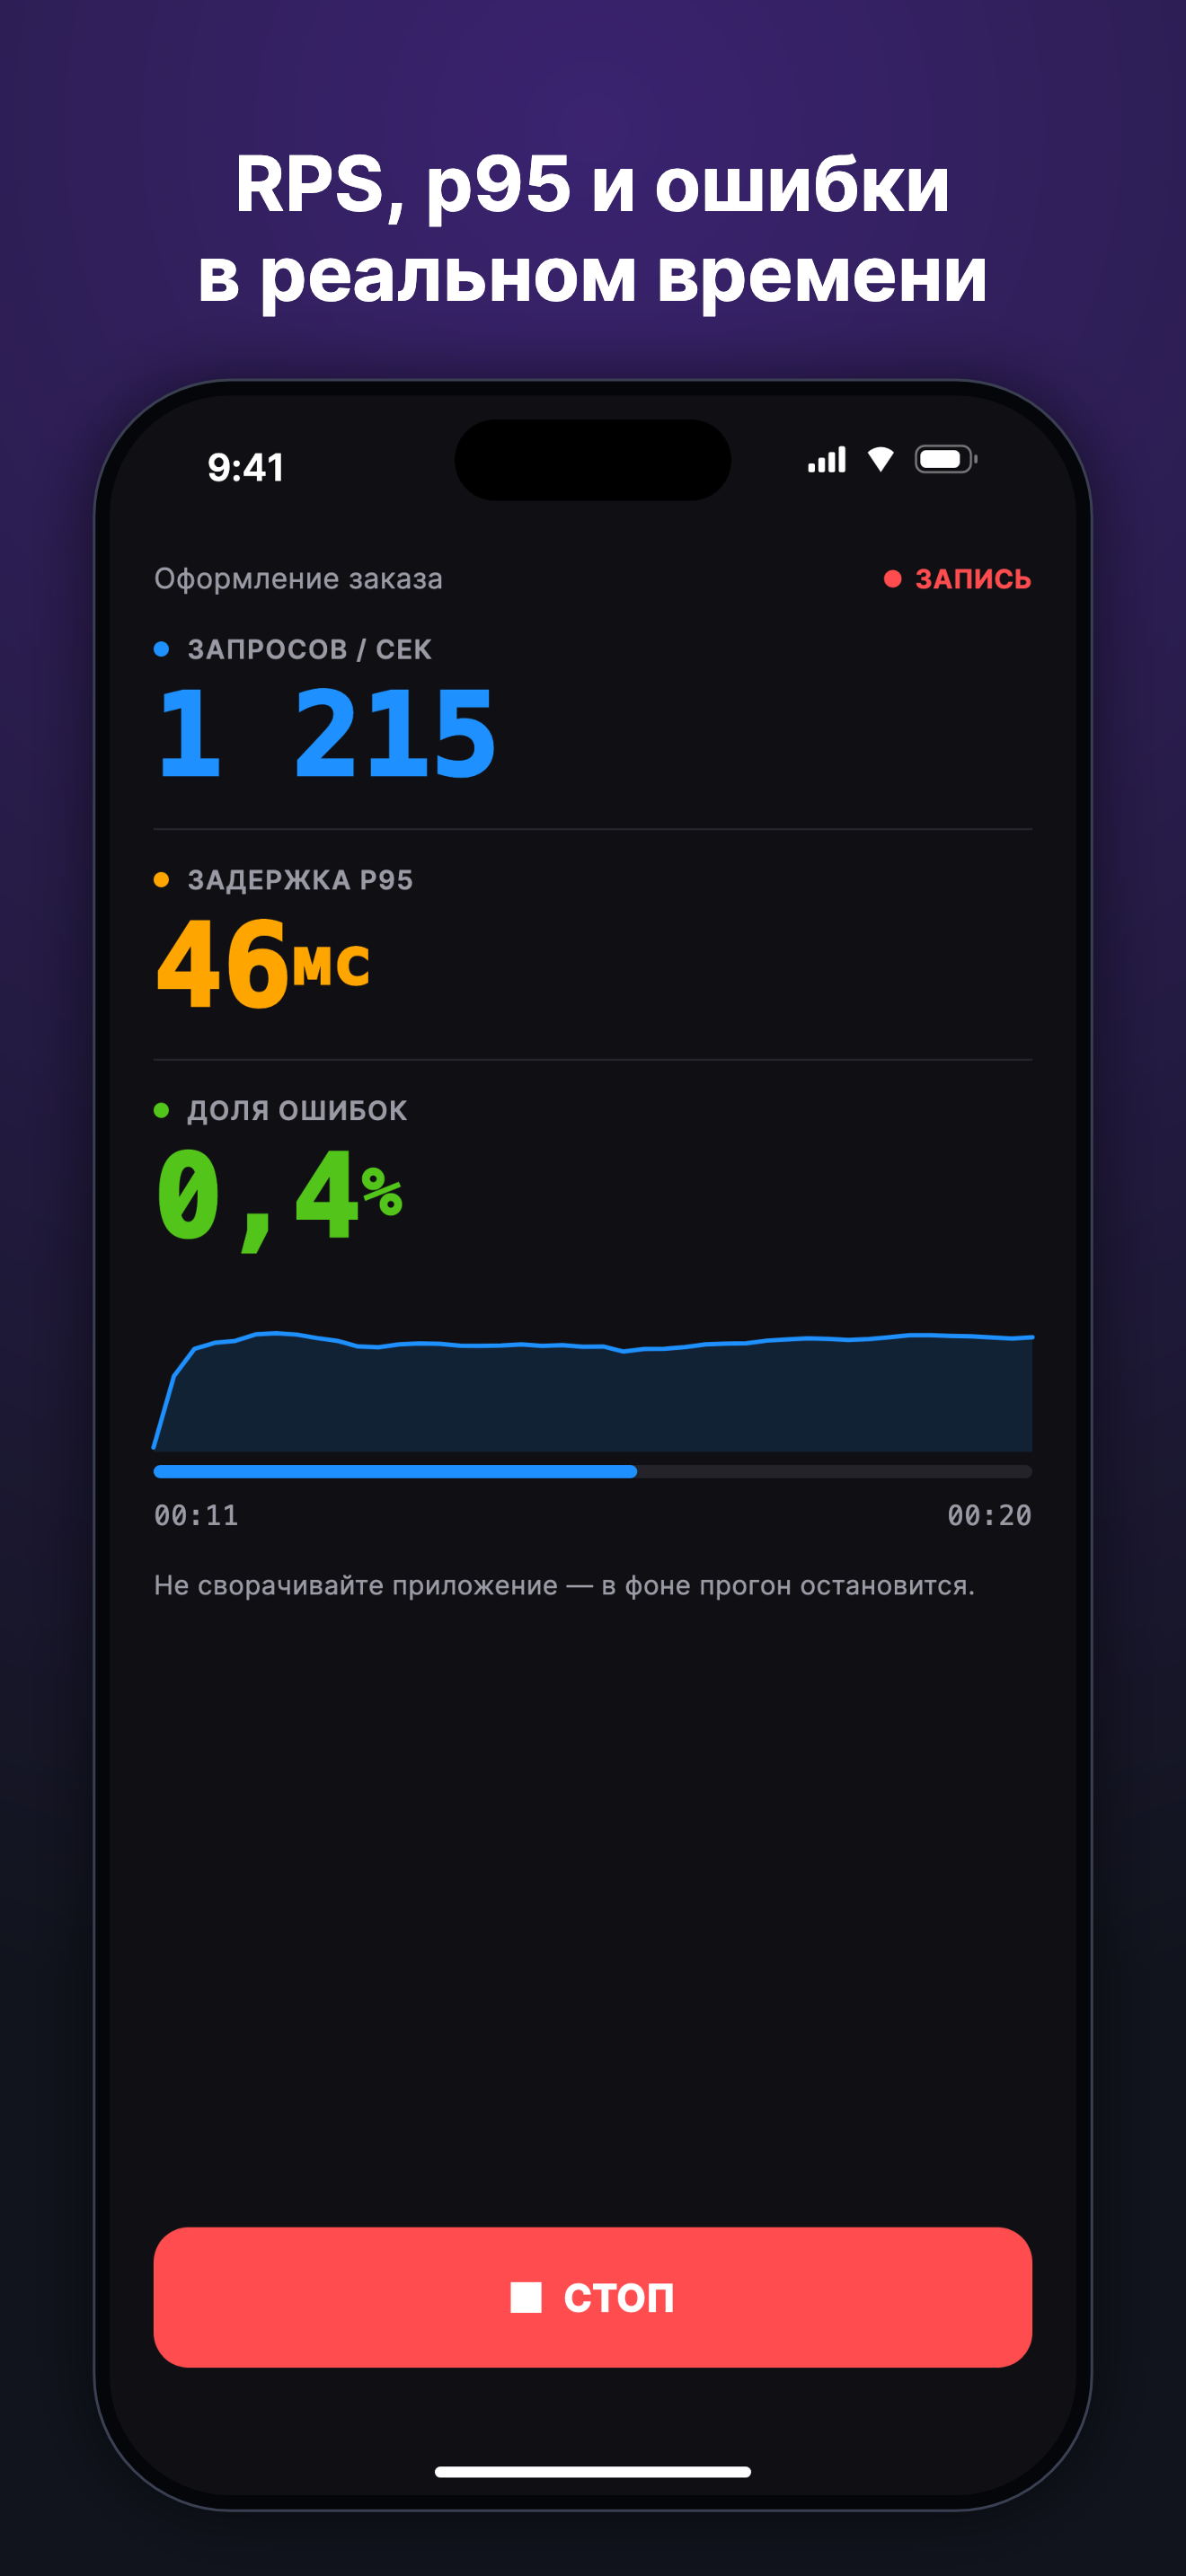 RPS, p95 и ошибки
в реальном времени
9:41
Оформление заказа
ЗАПИСЬ
ЗАПРОСОВ / СЕК
1 215
ЗАДЕРЖКА P95
46мс
ДОЛЯ ОШИБОК
0,4%
00:11
00:20
Не сворачивайте приложение — в фоне прогон остановится.
СТОП